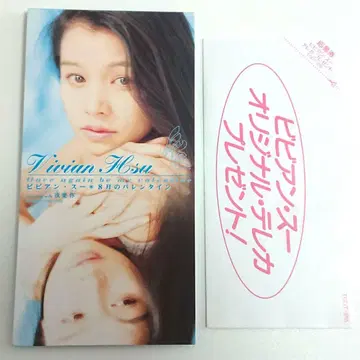 Vivian Hsu
Once again be my valentine
ビビアン・スー＊8月のバレンタイン
ビビアン・スー
オリジナル・テレカ
プレゼント!